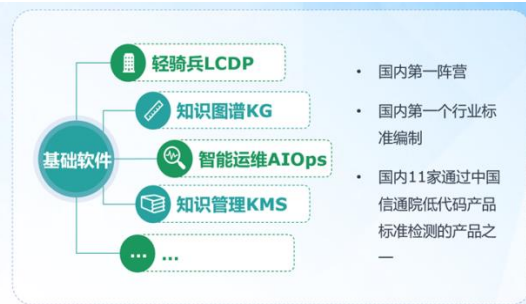 轻骑兵LCDP
知识图谱KG
基础软件
智能运维AIOps
知识管理KMS
... ...
• 国内第一阵营
• 国内第一个行业标
准编制
• 国内11家通过中国
信通院低代码产品
标准检测的产品之
一